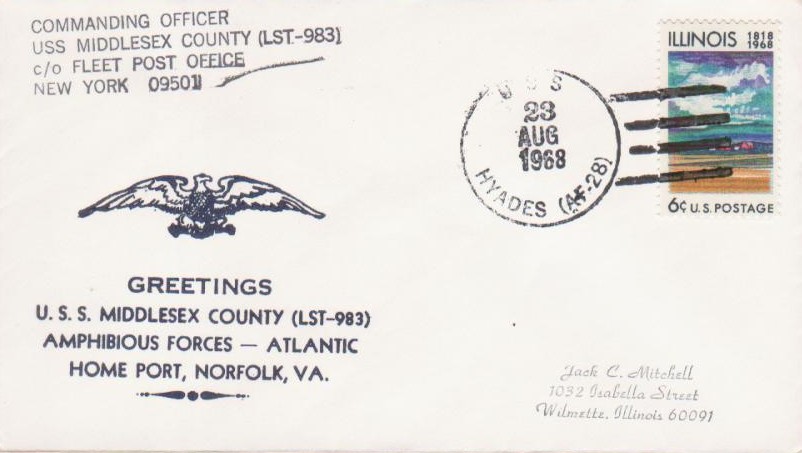 COMMANDING OFFICER
USS MIDDLESEX COUNTY (LST-983)
c/o FLEET POST OFFICE
NEW YORK 09501
U S S
23
AUG
1968
HYADES (AF-28)
ILLINOIS 1818
1968
6¢ U.S. POSTAGE
GREETINGS
U. S. S. MIDDLESEX COUNTY (LST-983)
AMPHIBIOUS FORCES — ATLANTIC
HOME PORT, NORFOLK, VA.
Jack C. Mitchell
1032 Isabella Street
Wilmette, Illinois 60091